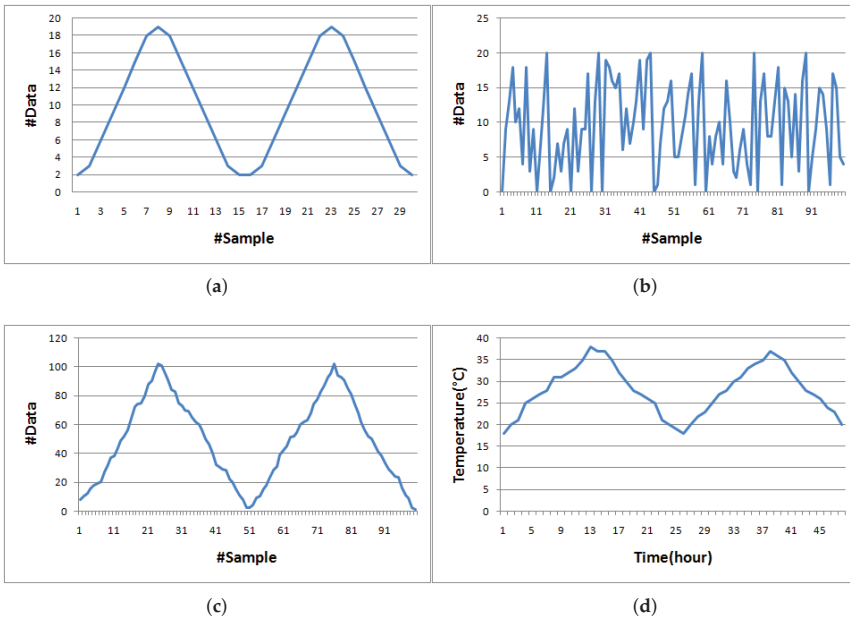 20
18
16
14
12
10
8
6
4
2
0
#Data
1 3 5 7 9 11 13 15 17 19 21 23 25 27 29
#Sample
(a)
25
20
15
10
5
0
#Data
1 11 21 31 41 51 61 71 81 91
#Sample
(b)
120
100
80
60
40
20
0
#Data
1 11 21 31 41 51 61 71 81 91
#Sample
(c)
40
35
30
25
20
15
10
5
0
Temperature(°C)
1 5 9 13 17 21 25 29 33 37 41 45
Time(hour)
(d)